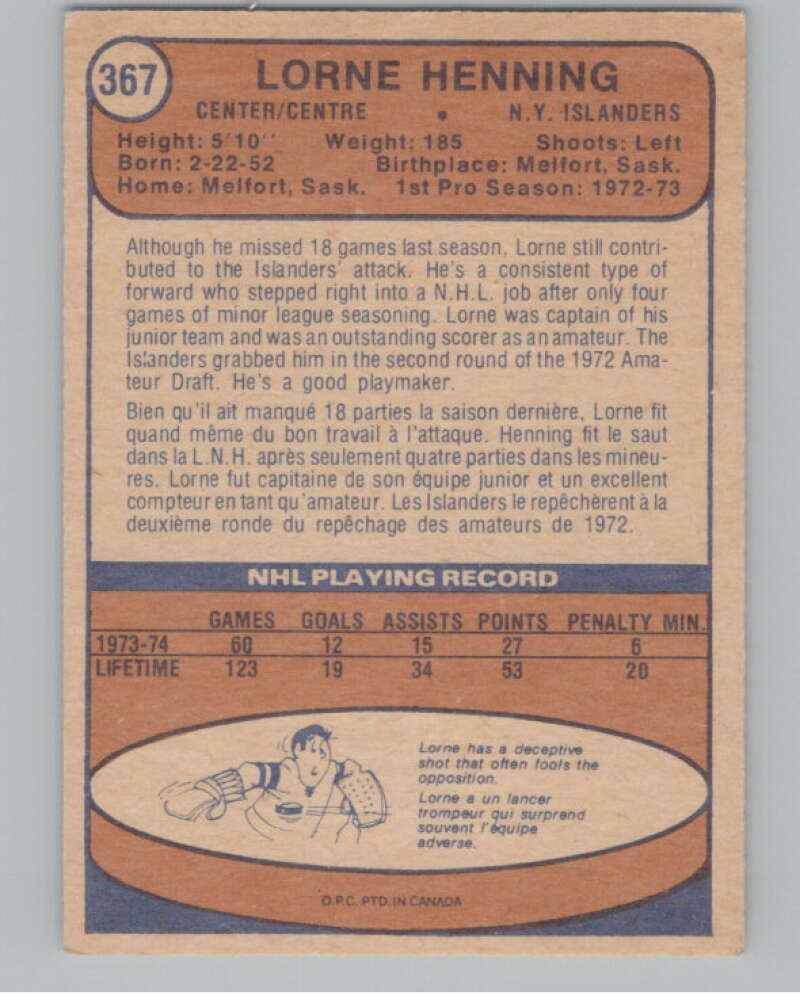 367
LORNE HENNING
CENTER/CENTRE • N.Y. ISLANDERS
Height: 5'10'' Weight: 185 Shoots: Left
Born: 2-22-52 Birthplace: Melfort, Sask.
Home: Melfort, Sask. 1st Pro Season: 1972-73
Although he missed 18 games last season, Lorne still contri-
buted to the Islanders' attack. He's a consistent type of
forward who stepped right into a N.H.L. job after only four
games of minor league seasoning. Lorne was captain of his
junior team and was an outstanding scorer as an amateur. The
Islanders grabbed him in the second round of the 1972 Ama-
teur Draft. He's a good playmaker.
Bien qu'il ait manqué 18 parties la saison dernière, Lorne fit
quand même du bon travail à l'attaque. Henning fit le saut
dans la L.N.H. après seulement quatre parties dans les mineu-
res. Lorne fut capitaine de son équipe junior et un excellent
compteur en tant qu'amateur. Les Islanders le repêchèrent à la
deuxième ronde du repêchage des amateurs de 1972.
NHL PLAYING RECORD
GAMES GOALS ASSISTS POINTS PENALTY MIN.
1973-74 60 12 15 27 6
LIFETIME 123 19 34 53 20
Lorne has a deceptive
shot that often fools the
opposition.
Lorne a un lancer
trompeur qui surprend
souvent l'équipe
adverse.
O.P.C. PTD. IN CANADA